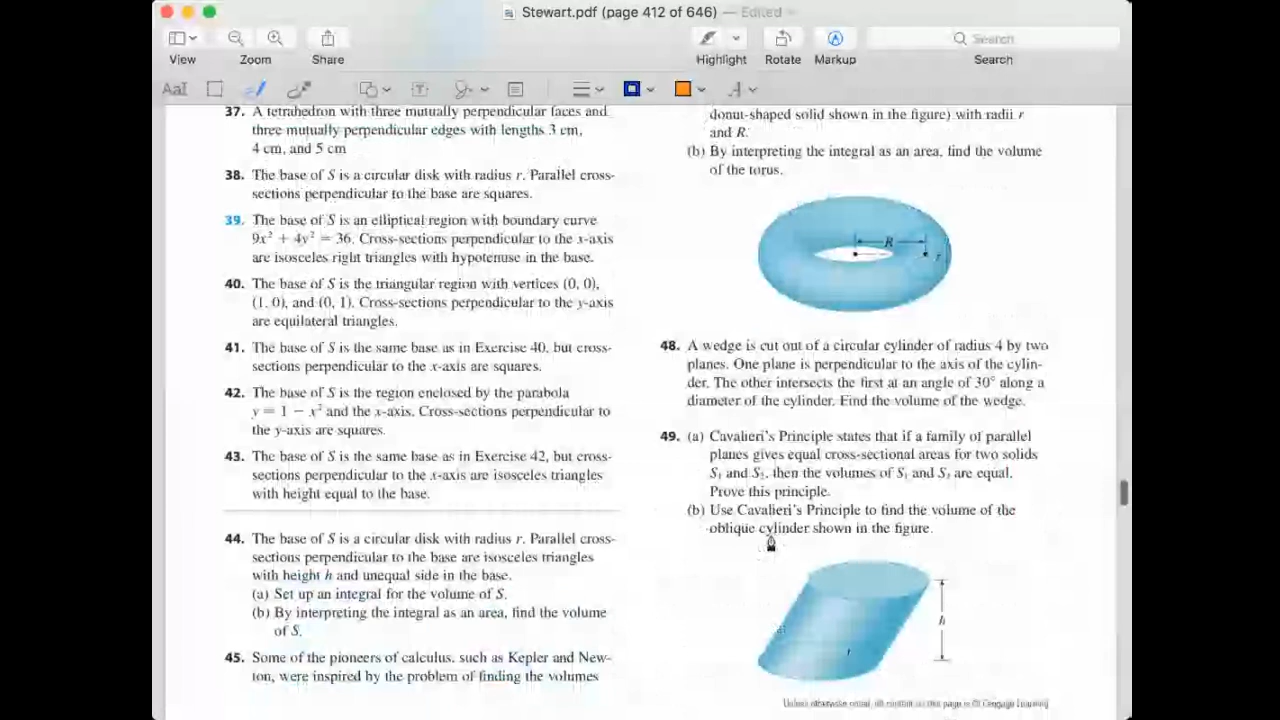 Stewart.pdf (page 412 of 646) — Edited
Search
View
Zoom
Share
Highlight
Rotate
Markup
Search
AaI
T
A
37. A tetrahedron with three mutually perpendicular faces and
three mutually perpendicular edges with lengths 3 cm,
4 cm, and 5 cm
38. The base of S is a circular disk with radius r. Parallel cross-
sections perpendicular to the base are squares.
39. The base of S is an elliptical region with boundary curve
9x² + 4y² = 36. Cross-sections perpendicular to the x-axis
are isosceles right triangles with hypotenuse in the base.
40. The base of S is the triangular region with vertices (0, 0),
(1, 0), and (0, 1). Cross-sections perpendicular to the y-axis
are equilateral triangles.
41. The base of S is the same base as in Exercise 40, but cross-
sections perpendicular to the x-axis are squares.
42. The base of S is the region enclosed by the parabola
y = 1 − x² and the x-axis. Cross-sections perpendicular to
the y-axis are squares.
43. The base of S is the same base as in Exercise 42, but cross-
sections perpendicular to the x-axis are isosceles triangles
with height equal to the base.
44. The base of S is a circular disk with radius r. Parallel cross-
sections perpendicular to the base are isosceles triangles
with height h and unequal side in the base.
(a) Set up an integral for the volume of S.
(b) By interpreting the integral as an area, find the volume
of S.
45. Some of the pioneers of calculus, such as Kepler and New-
ton, were inspired by the problem of finding the volumes
donut-shaped solid shown in the figure) with radii r
and R.
(b) By interpreting the integral as an area, find the volume
of the torus.
R
r
48. A wedge is cut out of a circular cylinder of radius 4 by two
planes. One plane is perpendicular to the axis of the cylin-
der. The other intersects the first at an angle of 30° along a
diameter of the cylinder. Find the volume of the wedge.
49. (a) Cavalieri's Principle states that if a family of parallel
planes gives equal cross-sectional areas for two solids
S₁ and S₂, then the volumes of S₁ and S₂ are equal.
Prove this principle.
(b) Use Cavalieri's Principle to find the volume of the
oblique cylinder shown in the figure.
h
r
Unless otherwise noted, all content on this page is © Cengage Learning